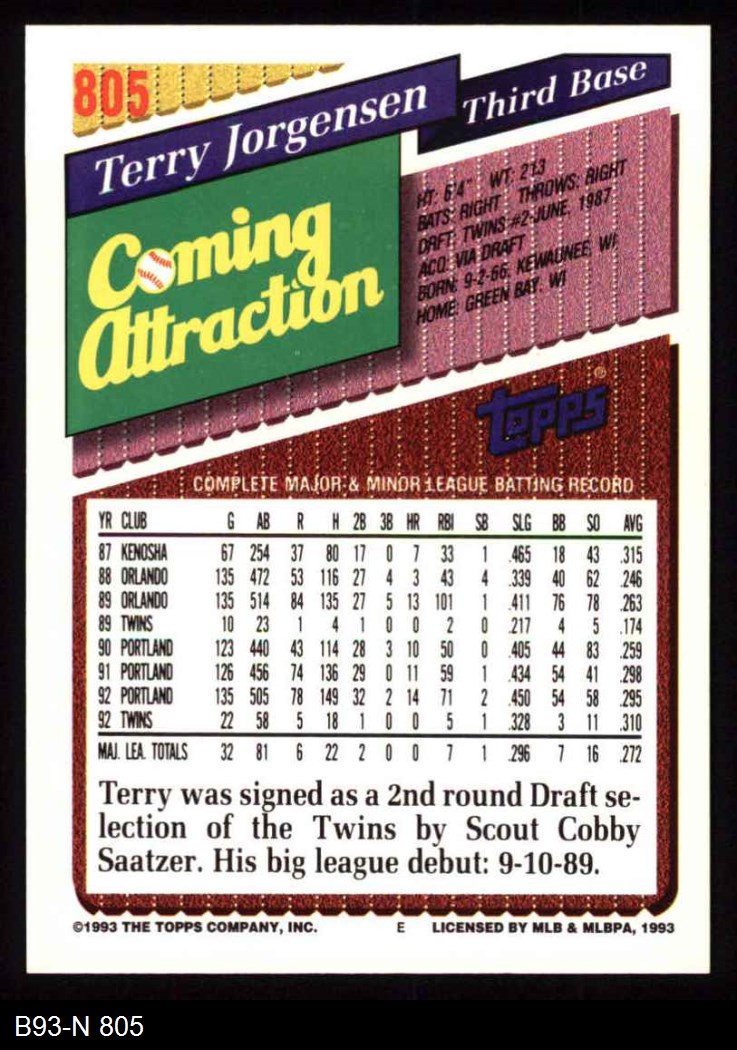 805
Terry Jorgensen
Third Base
Coming
Attraction
HT: 6'4" WT: 213
BATS: RIGHT THROWS: RIGHT
DRFT: TWINS #2-JUNE, 1987
ACQ: VIA DRAFT
BORN: 9-2-66, KEWAUNEE, WI
HOME: GREEN BAY, WI
topps
COMPLETE MAJOR & MINOR LEAGUE BATTING RECORD
YR CLUB G AB R H 2B 3B HR RBI SB SLG BB SO AVG
87 KENOSHA 67 254 37 80 17 0 7 33 1 .465 18 43 .315
88 ORLANDO 135 472 53 116 27 4 3 43 4 .339 40 62 .246
89 ORLANDO 135 514 84 135 27 5 13 101 1 .411 76 78 .263
89 TWINS 10 23 1 4 1 0 0 2 0 .217 4 5 .174
90 PORTLAND 123 440 43 114 28 3 10 50 0 .405 44 83 .259
91 PORTLAND 126 456 74 136 29 0 11 59 1 .434 54 41 .298
92 PORTLAND 135 505 78 149 32 2 14 71 2 .450 54 58 .295
92 TWINS 22 58 5 18 1 0 0 5 1 .328 3 11 .310
MAJ. LEA. TOTALS 32 81 6 22 2 0 0 7 1 .296 7 16 .272
Terry was signed as a 2nd round Draft se-
lection of the Twins by Scout Cobby
Saatzer. His big league debut: 9-10-89.
©1993 THE TOPPS COMPANY, INC. E LICENSED BY MLB & MLBPA, 1993
B93-N 805